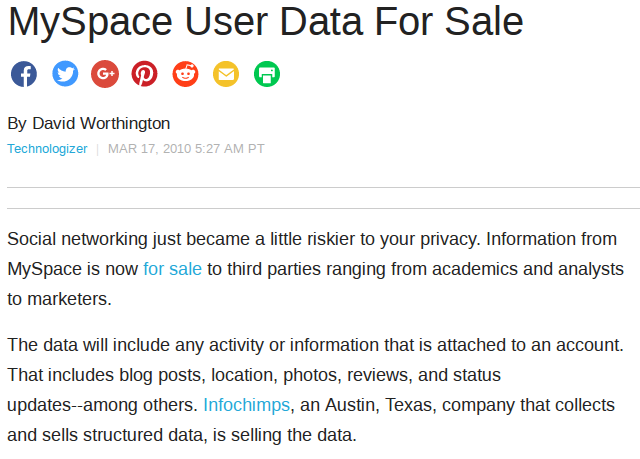 MySpace User Data For Sale
By David Worthington
Technologizer | MAR 17, 2010 5:27 AM PT
Social networking just became a little riskier to your privacy. Information from
MySpace is now for sale to third parties ranging from academics and analysts
to marketers.
The data will include any activity or information that is attached to an account.
That includes blog posts, location, photos, reviews, and status
updates--among others. Infochimps, an Austin, Texas, company that collects
and sells structured data, is selling the data.